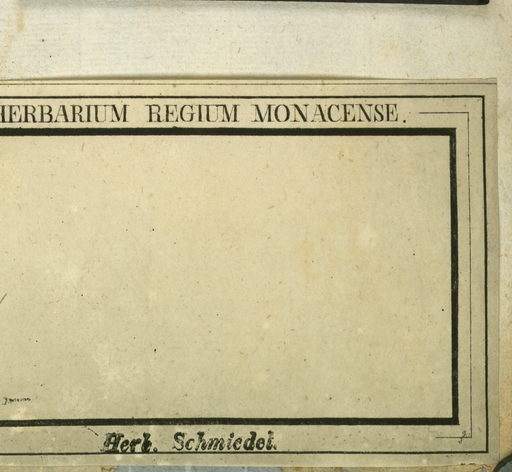 HERBARIUM REGIUM MONACENSE.
Herb. Schmiedel.